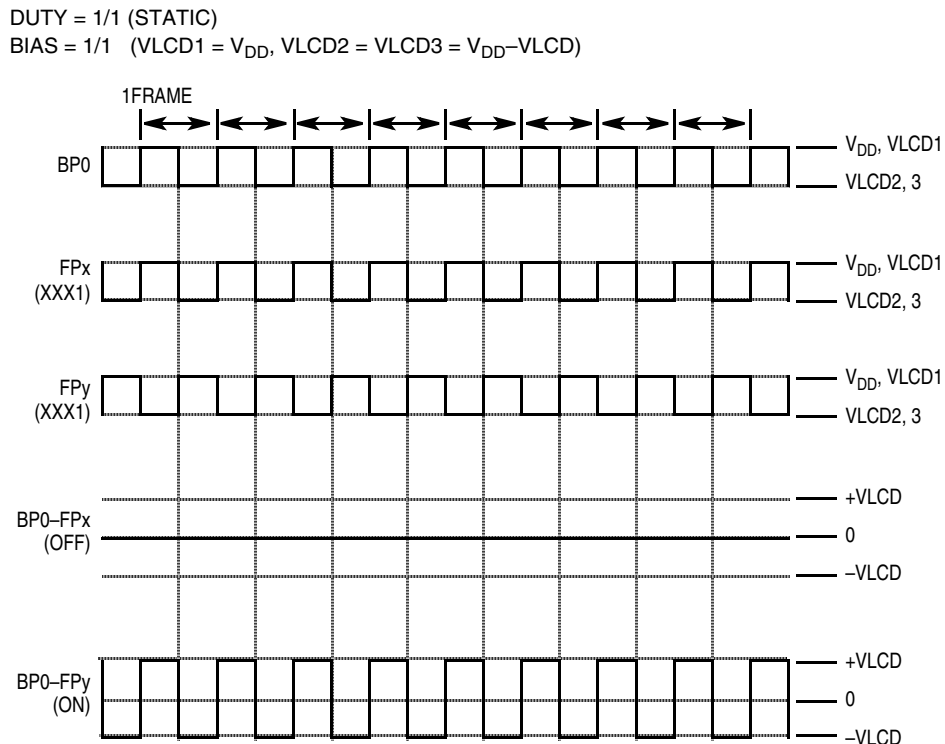 DUTY = 1/1 (STATIC)
BIAS = 1/1 (VLCD1 = VDD, VLCD2 = VLCD3 = VDD–VLCD)
1FRAME
BP0
VDD, VLCD1
VLCD2, 3
FPx
(XXX1)
VDD, VLCD1
VLCD2, 3
FPy
(XXX1)
VDD, VLCD1
VLCD2, 3
BP0–FPx
(OFF)
+VLCD
0
–VLCD
BP0–FPy
(ON)
+VLCD
0
–VLCD